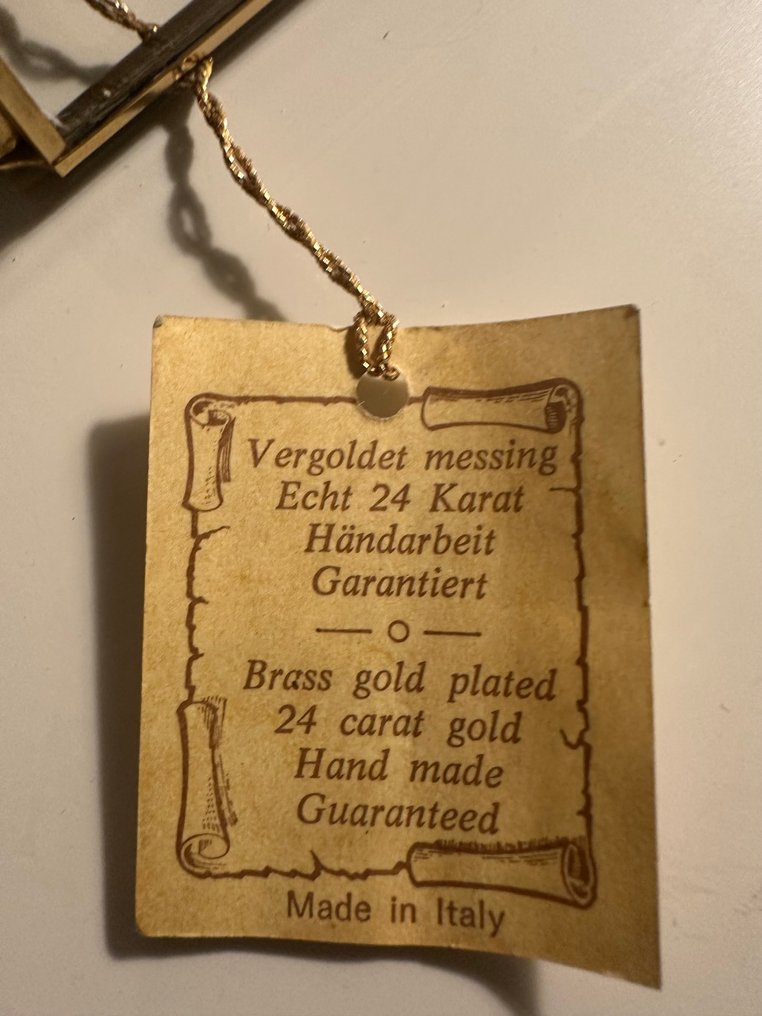 Vergoldet messing
Echt 24 Karat
Händarbeit
Garantiert
Brass gold plated
24 carat gold
Hand made
Guaranteed
Made in Italy